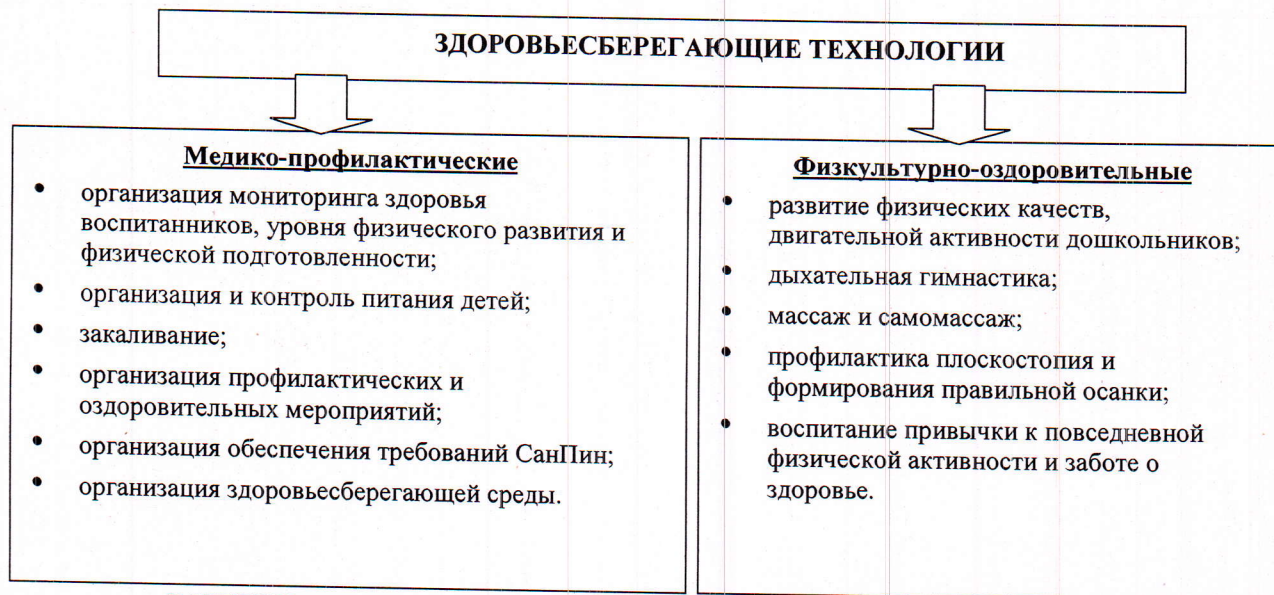 ЗДОРОВЬЕСБЕРЕГАЮЩИЕ ТЕХНОЛОГИИ
Медико-профилактические
• организация мониторинга здоровья
воспитанников, уровня физического развития и
физической подготовленности;
• организация и контроль питания детей;
• закаливание;
• организация профилактических и
оздоровительных мероприятий;
• организация обеспечения требований СанПин;
• организация здоровьесберегающей среды.
Физкультурно-оздоровительные
• развитие физических качеств,
двигательной активности дошкольников;
• дыхательная гимнастика;
• массаж и самомассаж;
• профилактика плоскостопия и
формирования правильной осанки;
• воспитание привычки к повседневной
физической активности и заботе о
здоровье.